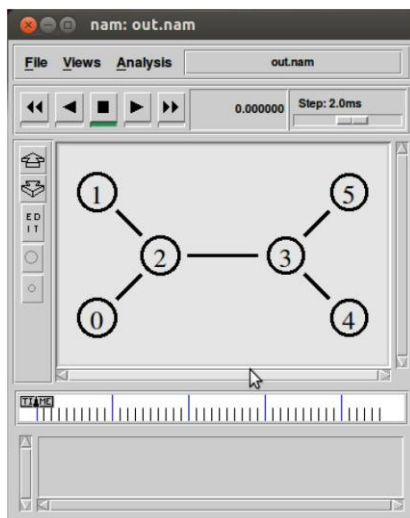 nam: out.nam
File Views Analysis out.nam
0.000000 Step: 2.0ms
ED
IT
1 5
2 3
0 4
TIME